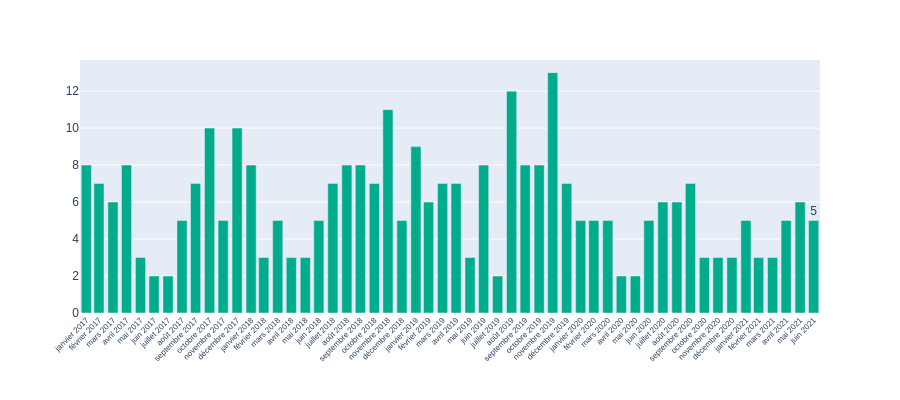 12
10
8
6
4
2
0
5
janvier 2017
février 2017
mars 2017
avril 2017
mai 2017
juin 2017
juillet 2017
août 2017
septembre 2017
octobre 2017
novembre 2017
décembre 2017
janvier 2018
février 2018
mars 2018
avril 2018
mai 2018
juin 2018
juillet 2018
août 2018
septembre 2018
octobre 2018
novembre 2018
décembre 2018
janvier 2019
février 2019
mars 2019
avril 2019
mai 2019
juin 2019
juillet 2019
août 2019
septembre 2019
octobre 2019
novembre 2019
décembre 2019
janvier 2020
février 2020
mars 2020
avril 2020
mai 2020
juin 2020
juillet 2020
août 2020
septembre 2020
octobre 2020
novembre 2020
décembre 2020
janvier 2021
février 2021
mars 2021
avril 2021
mai 2021
juin 2021